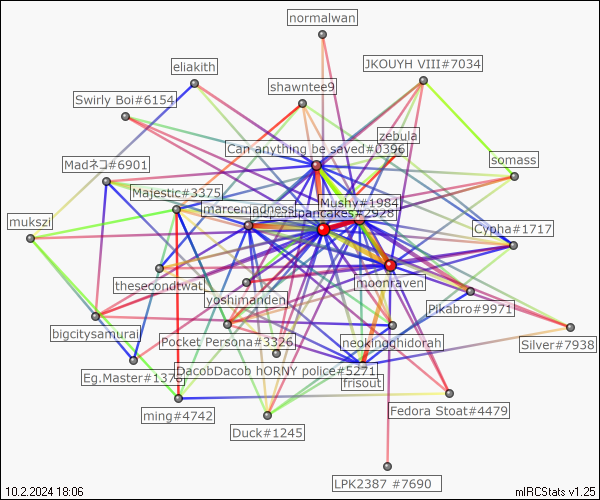 normalwan
eliakith
JKOUYH VIII#7034
shawntee9
Swirly Boi#6154
zebula
Can anything be saved#0396
Madネコ#6901
somass
Majestic#3375
Mushy#1984
marcemadness
pancakes#2928
mukszi
Cypha#1717
thesecondtwat
moonraven
yoshimanden
Pikabro#9971
bigcitysamurai
Pocket Persona#3326
neokingghidorah
Silver#7938
DacobDacob hORNY police#5271
Eg.Master#1378
frisout
ming#4742
Fedora Stoat#4479
Duck#1245
LPK2387 #7690
10.2.2024 18:06
mIRCStats v1.25